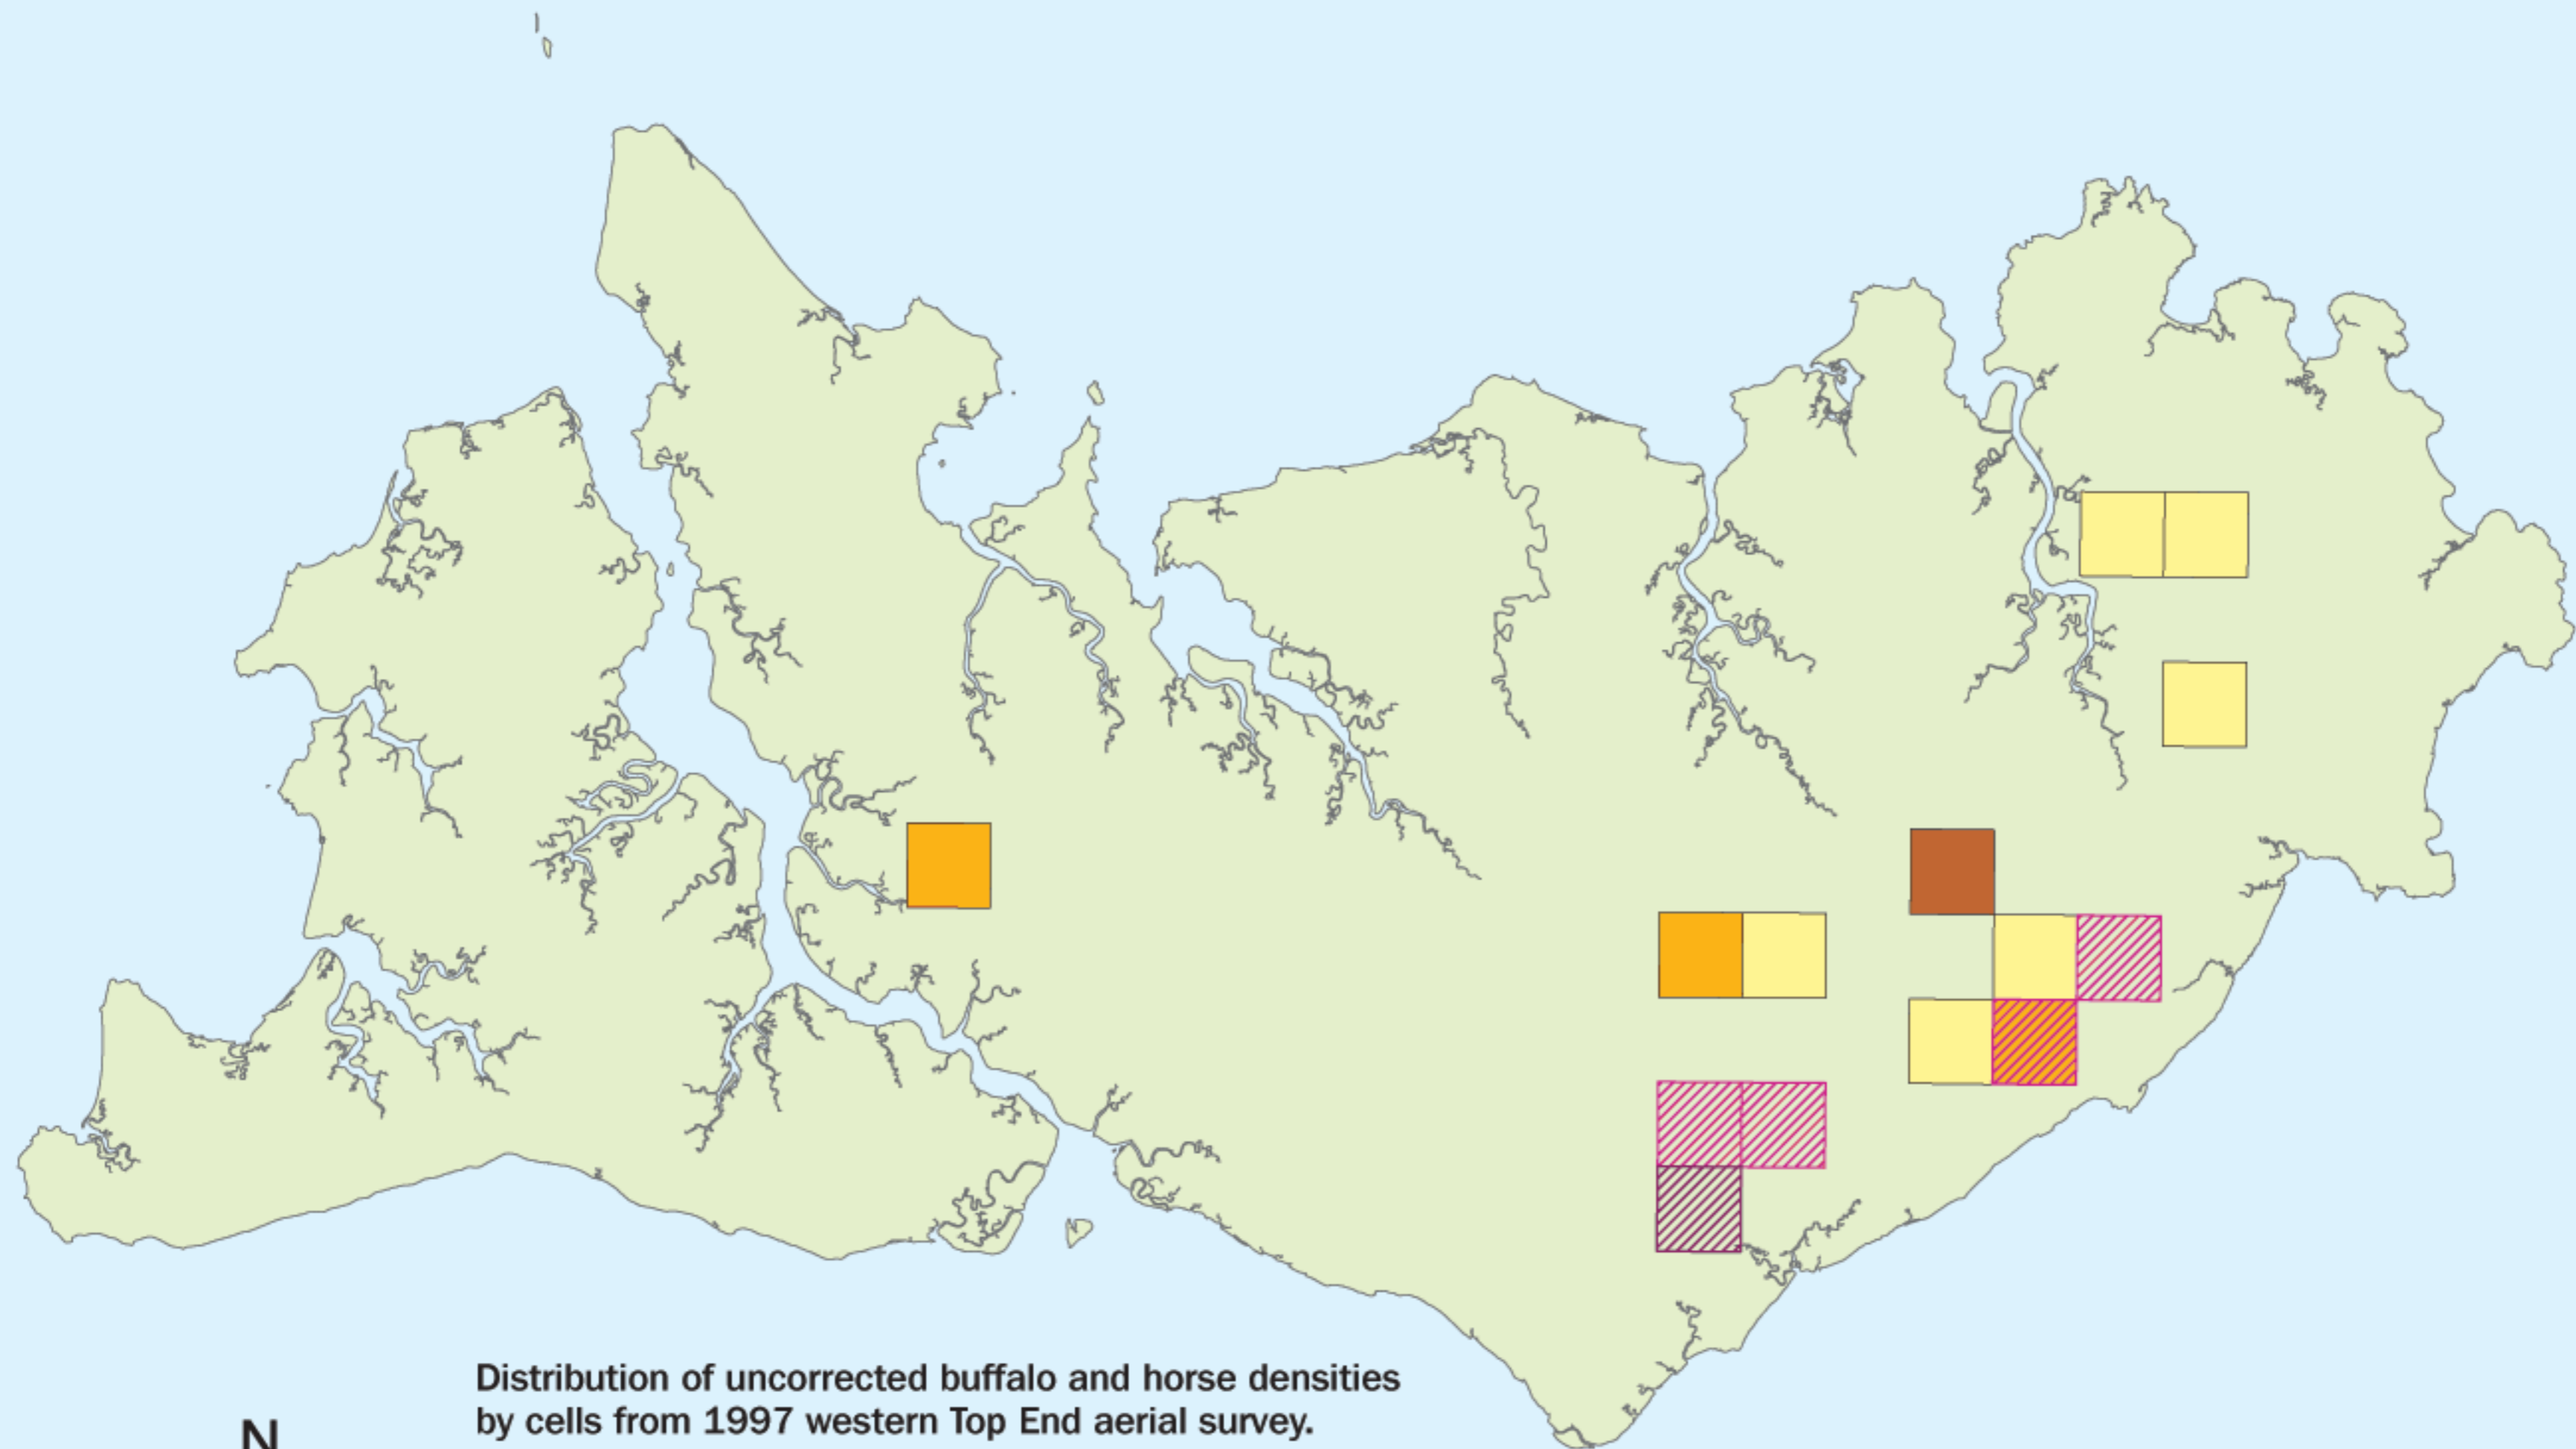 Distribution of uncorrected buffalo and horse densities
by cells from 1997 western Top End aerial survey.
N